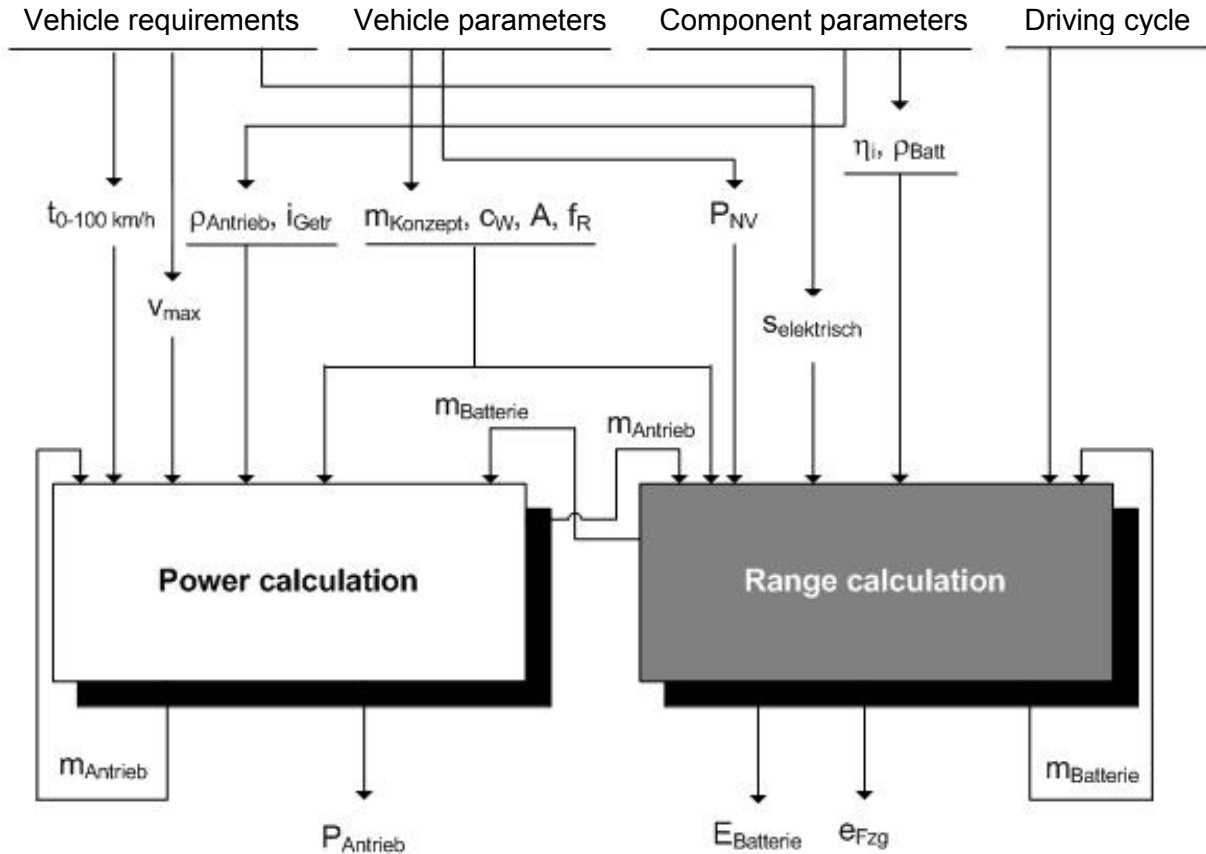 Vehicle requirements
Vehicle parameters
Component parameters
Driving cycle
ηi, ρBatt
t0-100 km/h
ρAntrieb, iGetr
mKonzept, cW, A, fR
PNV
vmax
selektrisch
mBatterie
mAntrieb
Power calculation
Range calculation
mAntrieb
mBatterie
PAntrieb
EBatterie
eFzg